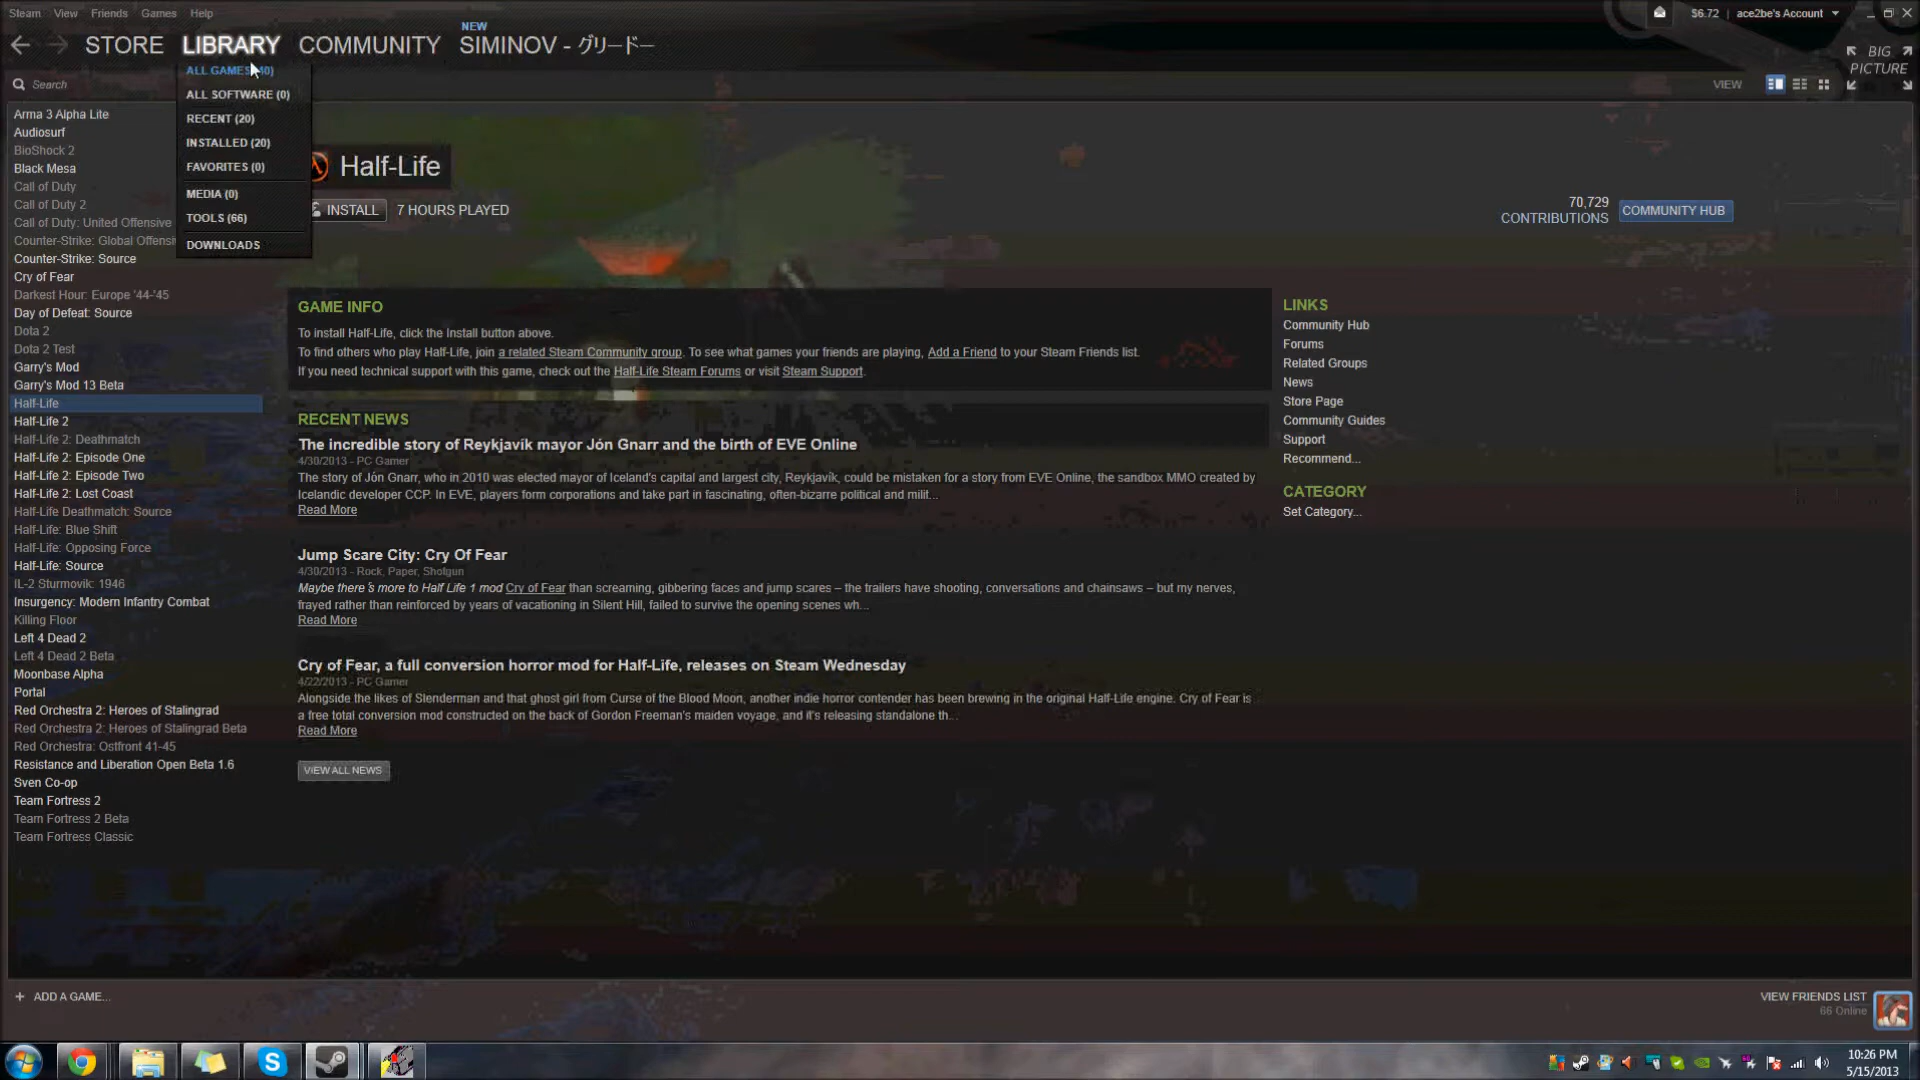 Steam View Friends Games Help
$6.72 ace2be's Account
STORE LIBRARY COMMUNITY NEW SIMINOV - グリードー
BIG PICTURE
ALL GAMES
ALL SOFTWARE (0)
RECENT (20)
INSTALLED (20)
FAVORITES (0)
MEDIA (0)
TOOLS (66)
DOWNLOADS
Search
VIEW
Arma 3 Alpha Lite
Audiosurf
BioShock 2
Black Mesa
Call of Duty
Call of Duty 2
Call of Duty: United Offensive
Counter-Strike: Global Offensi
Counter-Strike: Source
Cry of Fear
Darkest Hour: Europe '44-'45
Day of Defeat: Source
Dota 2
Dota 2 Test
Garry's Mod
Garry's Mod 13 Beta
Half-Life
Half-Life 2
Half-Life 2: Deathmatch
Half-Life 2: Episode One
Half-Life 2: Episode Two
Half-Life 2: Lost Coast
Half-Life Deathmatch: Source
Half-Life: Blue Shift
Half-Life: Opposing Force
Half-Life: Source
IL-2 Sturmovik: 1946
Insurgency: Modern Infantry Combat
Killing Floor
Left 4 Dead 2
Left 4 Dead 2 Beta
Moonbase Alpha
Portal
Red Orchestra 2: Heroes of Stalingrad
Red Orchestra 2: Heroes of Stalingrad Beta
Red Orchestra: Ostfront 41-45
Resistance and Liberation Open Beta 1.6
Sven Co-op
Team Fortress 2
Team Fortress 2 Beta
Team Fortress Classic
Half-Life
INSTALL 7 HOURS PLAYED
70,729
CONTRIBUTIONS
COMMUNITY HUB
GAME INFO
To install Half-Life, click the Install button above.
To find others who play Half-Life, join a related Steam Community group. To see what games your friends are playing, Add a Friend to your Steam Friends list.
If you need technical support with this game, check out the Half-Life Steam Forums or visit Steam Support.
RECENT NEWS
The incredible story of Reykjavík mayor Jón Gnarr and the birth of EVE Online
4/30/2013 - PC Gamer
The story of Jón Gnarr, who in 2010 was elected mayor of Iceland's capital and largest city, Reykjavík, could be mistaken for a story from EVE Online, the sandbox MMO created by
Icelandic developer CCP. In EVE, players form corporations and take part in fascinating, often-bizarre political and milit...
Read More
Jump Scare City: Cry Of Fear
4/30/2013 - Rock, Paper, Shotgun
Maybe there's more to Half Life 1 mod Cry of Fear than screaming, gibbering faces and jump scares – the trailers have shooting, conversations and chainsaws – but my nerves,
frayed rather than reinforced by years of vacationing in Silent Hill, failed to survive the opening scenes wh...
Read More
Cry of Fear, a full conversion horror mod for Half-Life, releases on Steam Wednesday
4/22/2013 - PC Gamer
Alongside the likes of Slenderman and that ghost girl from Curse of the Blood Moon, another indie horror contender has been brewing in the original Half-Life engine. Cry of Fear is
a free total conversion mod constructed on the back of Gordon Freeman's maiden voyage, and it's releasing standalone th...
Read More
VIEW ALL NEWS
LINKS
Community Hub
Forums
Related Groups
News
Store Page
Community Guides
Support
Recommend...
CATEGORY
Set Category...
+ ADD A GAME...
VIEW FRIENDS LIST
66 Online
10:26 PM
5/15/2013